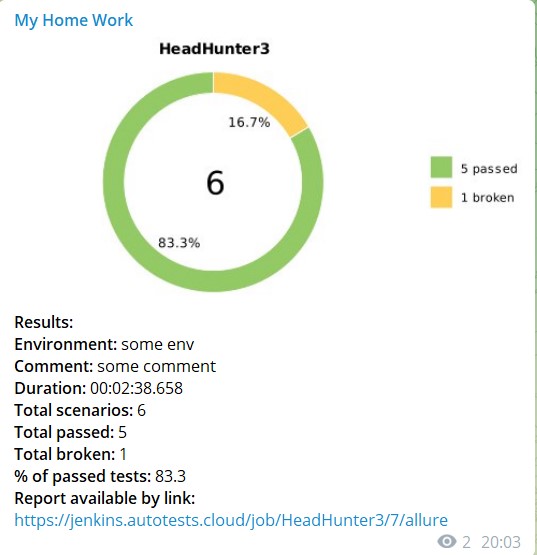 My Home Work
HeadHunter3
16.7%
6
5 passed
1 broken
83.3%
Results:
Environment: some env
Comment: some comment
Duration: 00:02:38.658
Total scenarios: 6
Total passed: 5
Total broken: 1
% of passed tests: 83.3
Report available by link:
https://jenkins.autotests.cloud/job/HeadHunter3/7/allure
2 20:03